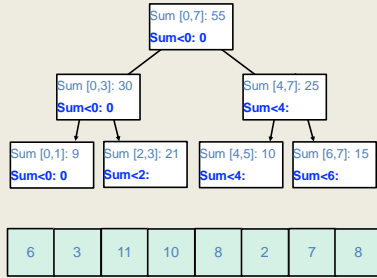 Sum [0,7]: 55
Sum<0: 0
Sum [0,3]: 30
Sum<0: 0
Sum [4,7]: 25
Sum<4:
Sum [0,1]: 9
Sum<0: 0
Sum [2,3]: 21
Sum<2:
Sum [4,5]: 10
Sum<4:
Sum [6,7]: 15
Sum<6:
6 3 11 10 8 2 7 8